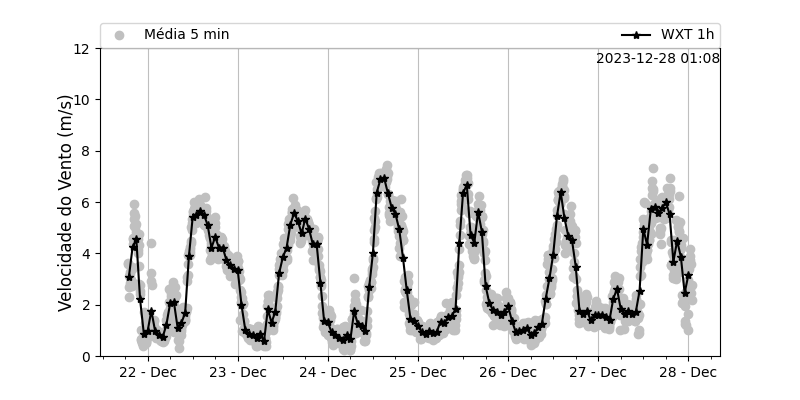 Média 5 min
WXT 1h
2023-12-28 01:08
Velocidade do Vento (m/s)
12
10
8
6
4
2
0
22 - Dec
23 - Dec
24 - Dec
25 - Dec
26 - Dec
27 - Dec
28 - Dec